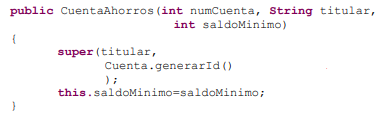 public CuentaAhorros(int numCuenta, String titular,
int saldoMinimo)
{
super(titular,
Cuenta.generarId()
);
this.saldoMinimo=saldoMinimo;
}